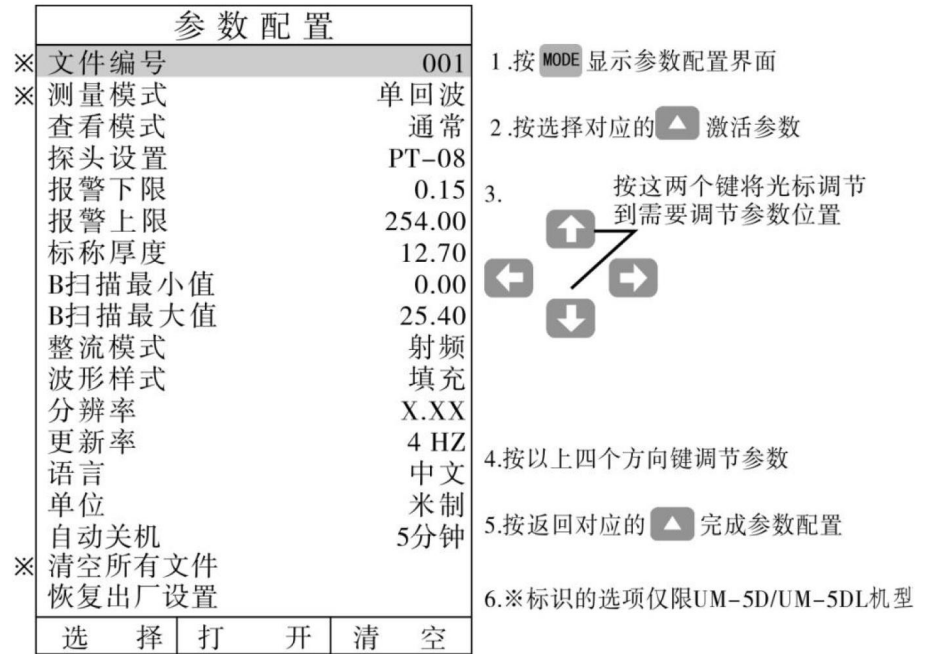 参数配置
※ 文件编号 001
※ 测量模式 单回波
查看模式 通常
探头设置 PT-08
报警下限 0.15
报警上限 254.00
标称厚度 12.70
B扫描最小值 0.00
B扫描最大值 25.40
整流模式 射频
波形样式 填充
分辨率 X.XX
更新率 4 HZ
语言 中文
单位 米制
自动关机 5分钟
※ 清空所有文件
恢复出厂设置
选 择 打 开 清 空
1.按 MODE 显示参数配置界面
2.按选择对应的 激活参数
3. 按这两个键将光标调节
到需要调节参数位置
4.按以上四个方向键调节参数
5.按返回对应的 完成参数配置
6.※标识的选项仅限UM-5D/UM-5DL机型